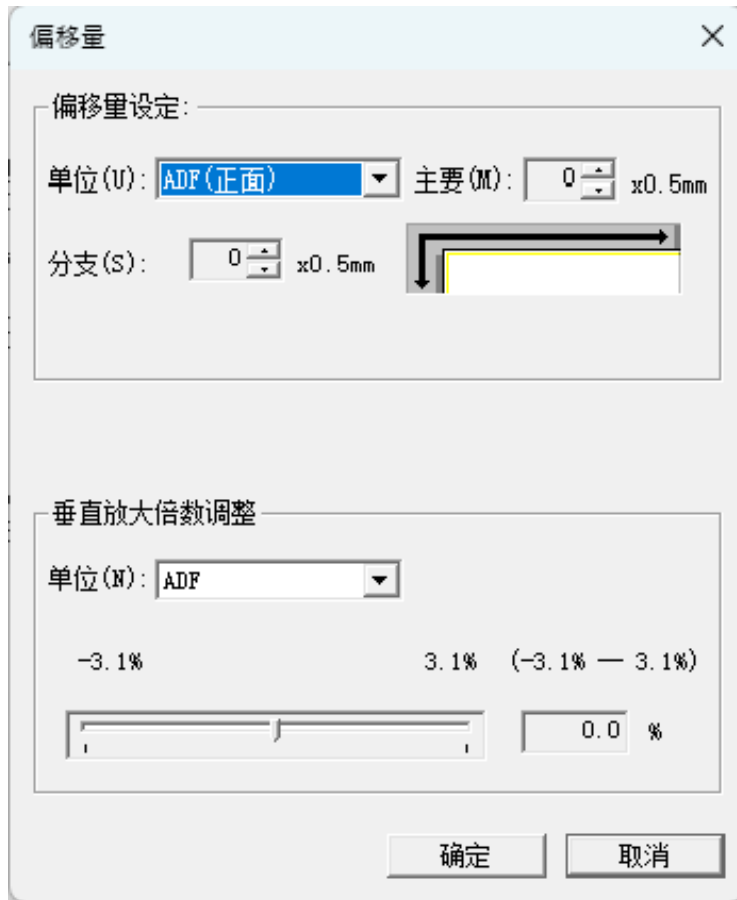 偏移量
偏移量设定:
单位(U): ADF(正面) 主要(M): 0 x0.5mm
分支(S): 0 x0.5mm
垂直放大倍数调整
单位(N): ADF
-3.1% 3.1% (-3.1% — 3.1%)
0.0 %
确定 取消